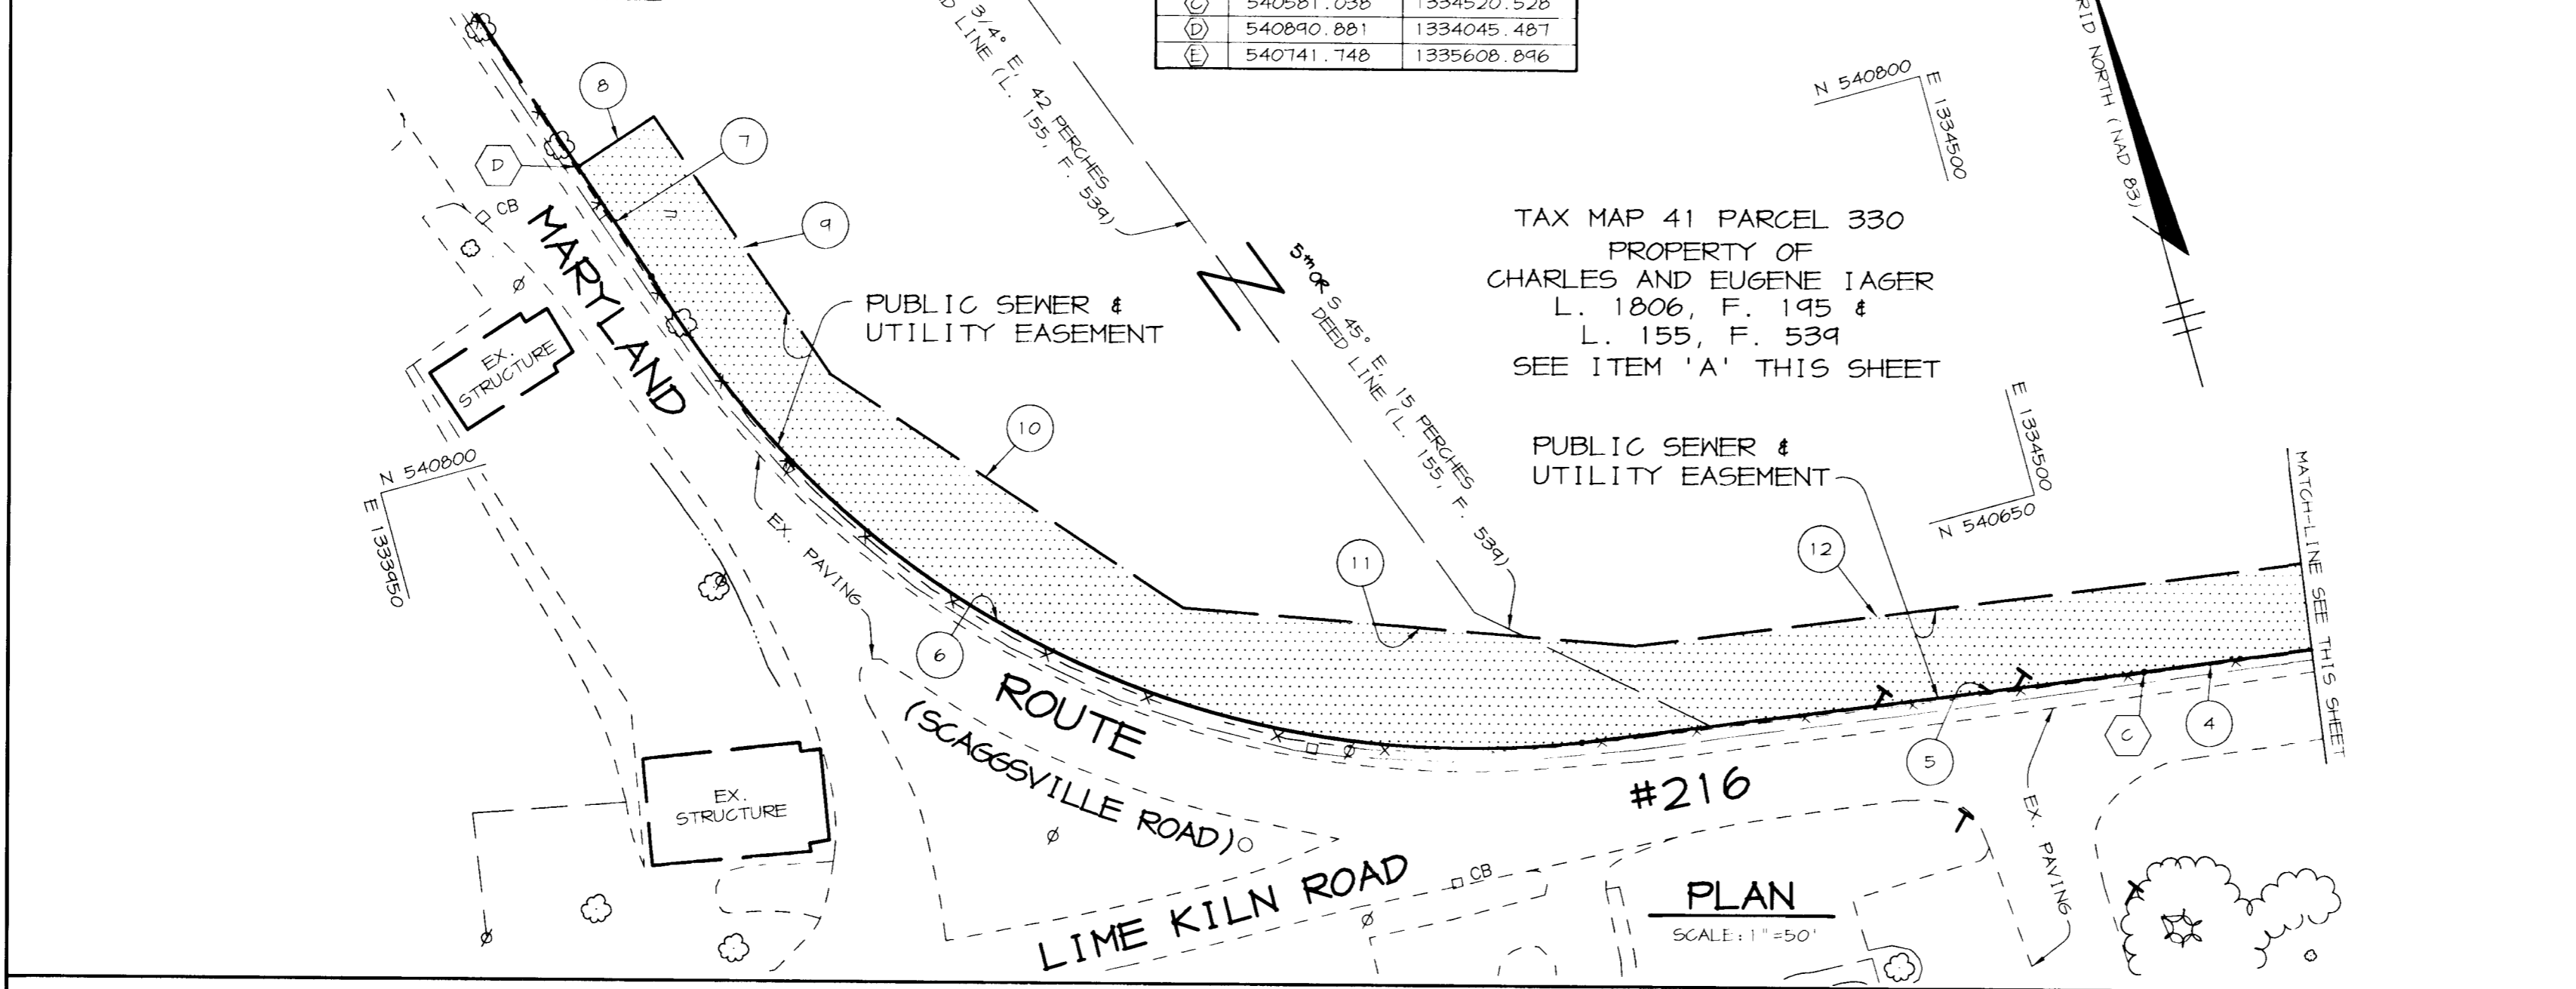 C 540581.038 1334520.528
D 540890.881 1334045.487
E 540741.748 1335608.896
3/4° E, 42 PERCHES
D LINE (L. 155, F. 539)
RID NORTH (NAD 83)
N 540800
E 1334500
8
7
D
9
CB
MARYLAND
PUBLIC SEWER &
UTILITY EASEMENT
5TH OR S 45° E, 15 PERCHES
DEED LINE (L. 155, F. 539)
TAX MAP 41 PARCEL 330
PROPERTY OF
CHARLES AND EUGENE IAGER
L. 1806, F. 195 &
L. 155, F. 539
SEE ITEM 'A' THIS SHEET
EX.
STRUCTURE
10
PUBLIC SEWER &
UTILITY EASEMENT
E 1334500
N 540650
N 540800
E 1333950
MATCH-LINE SEE THIS SHEET
EX. PAVING
11
12
6
ROUTE
(SCAGGSVILLE ROAD)
#216
5
C
4
EX.
STRUCTURE
EX. PAVING
LIME KILN ROAD
CB
PLAN
SCALE: 1"=50'